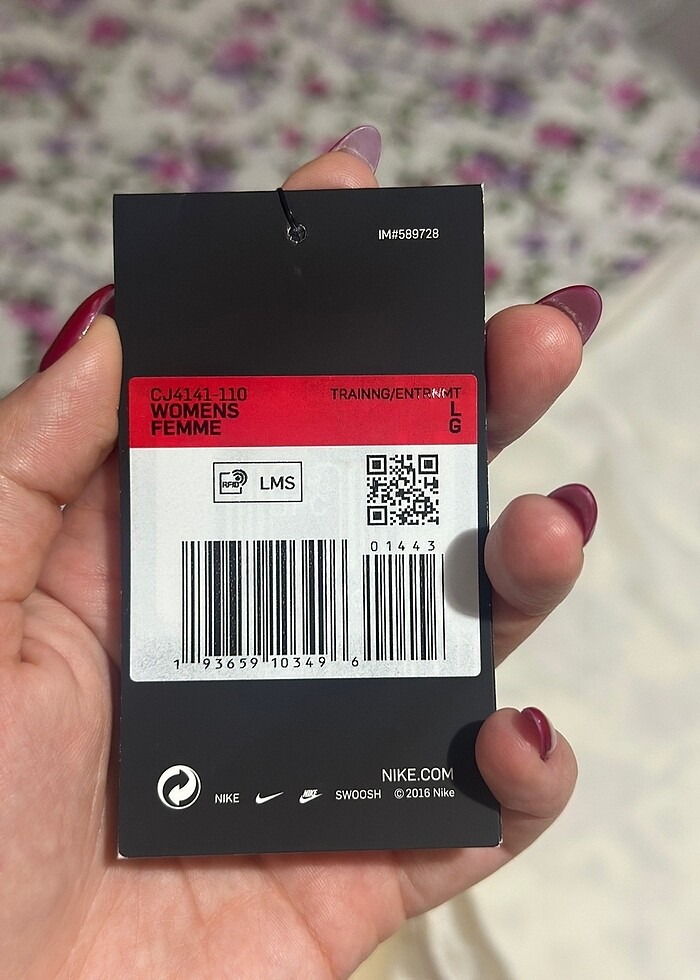 IM#589728
CJ4141-110 TRAINNG/ENTRNMT
WOMENS L
FEMME G
RFID LMS
01443
1 93659 10349 6
NIKE.COM
NIKE NIKE SWOOSH © 2016 Nike